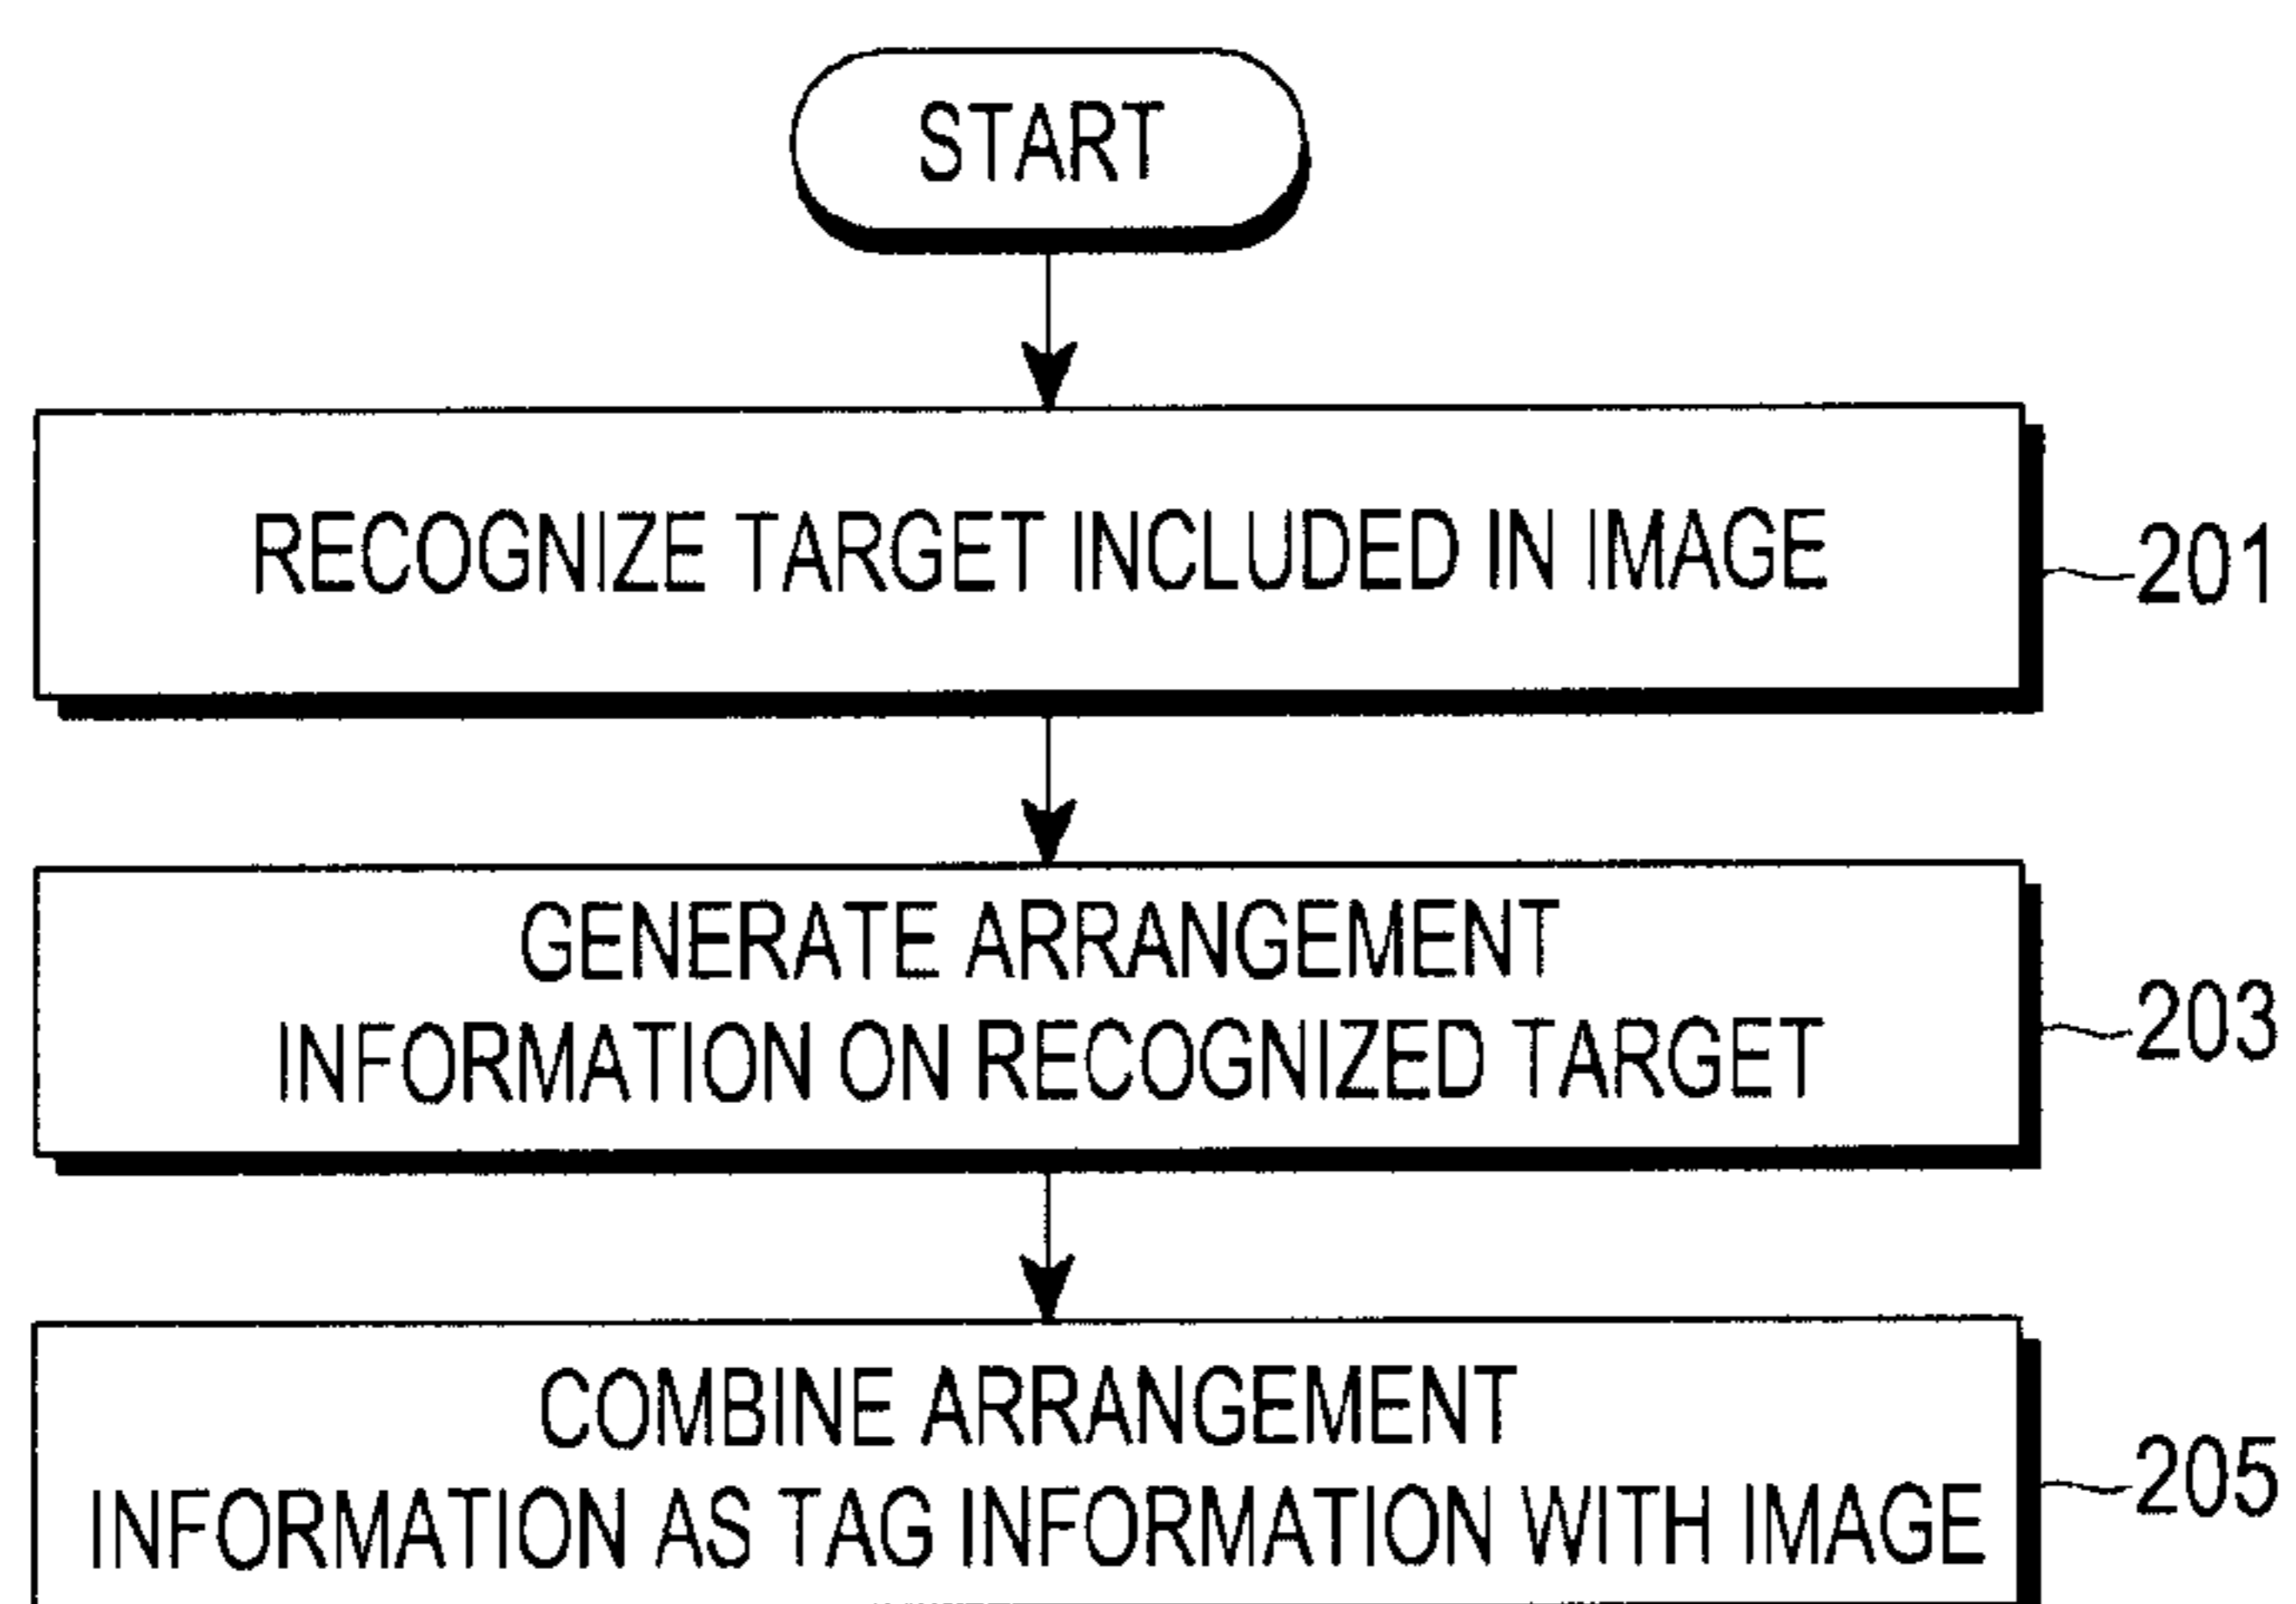 START
RECOGNIZE TARGET INCLUDED IN IMAGE
201
GENERATE ARRANGEMENT
INFORMATION ON RECOGNIZED TARGET
203
COMBINE ARRANGEMENT
INFORMATION AS TAG INFORMATION WITH IMAGE
205